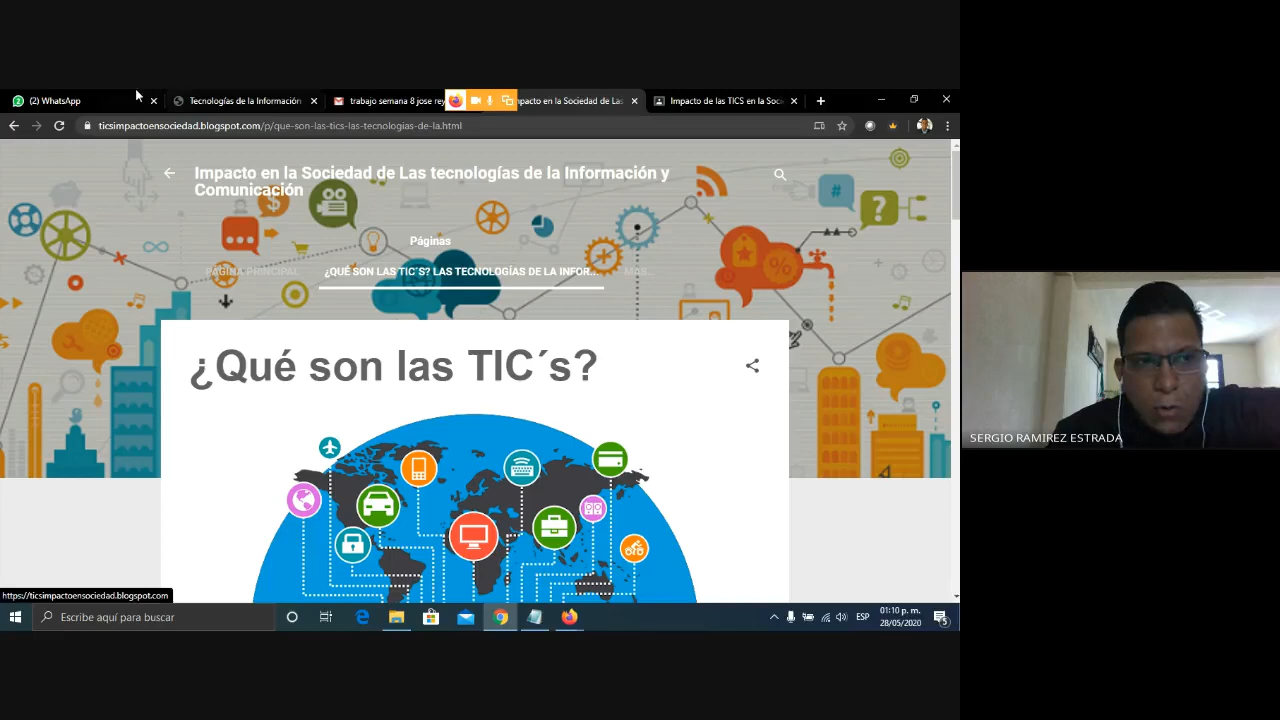 (2) WhatsApp
Tecnologías de la Información
trabajo semana 8 jose rey
mpacto en la Sociedad de Las
Impacto de las TICS en la Soci
ticsimpactoensociedad.blogspot.com/p/que-son-las-tics-las-tecnologias-de-la.html
Impacto en la Sociedad de Las tecnologías de la Información y
Comunicación
Páginas
PÁGINA PRINCIPAL
¿QUÉ SON LAS TIC´S? LAS TECNOLOGÍAS DE LA INFOR...
MÁS…
¿Qué son las TIC´s?
SERGIO RAMIREZ ESTRADA
https://ticsimpactoensociedad.blogspot.com
Escribe aquí para buscar
ESP
01:10 p. m.
28/05/2020
5